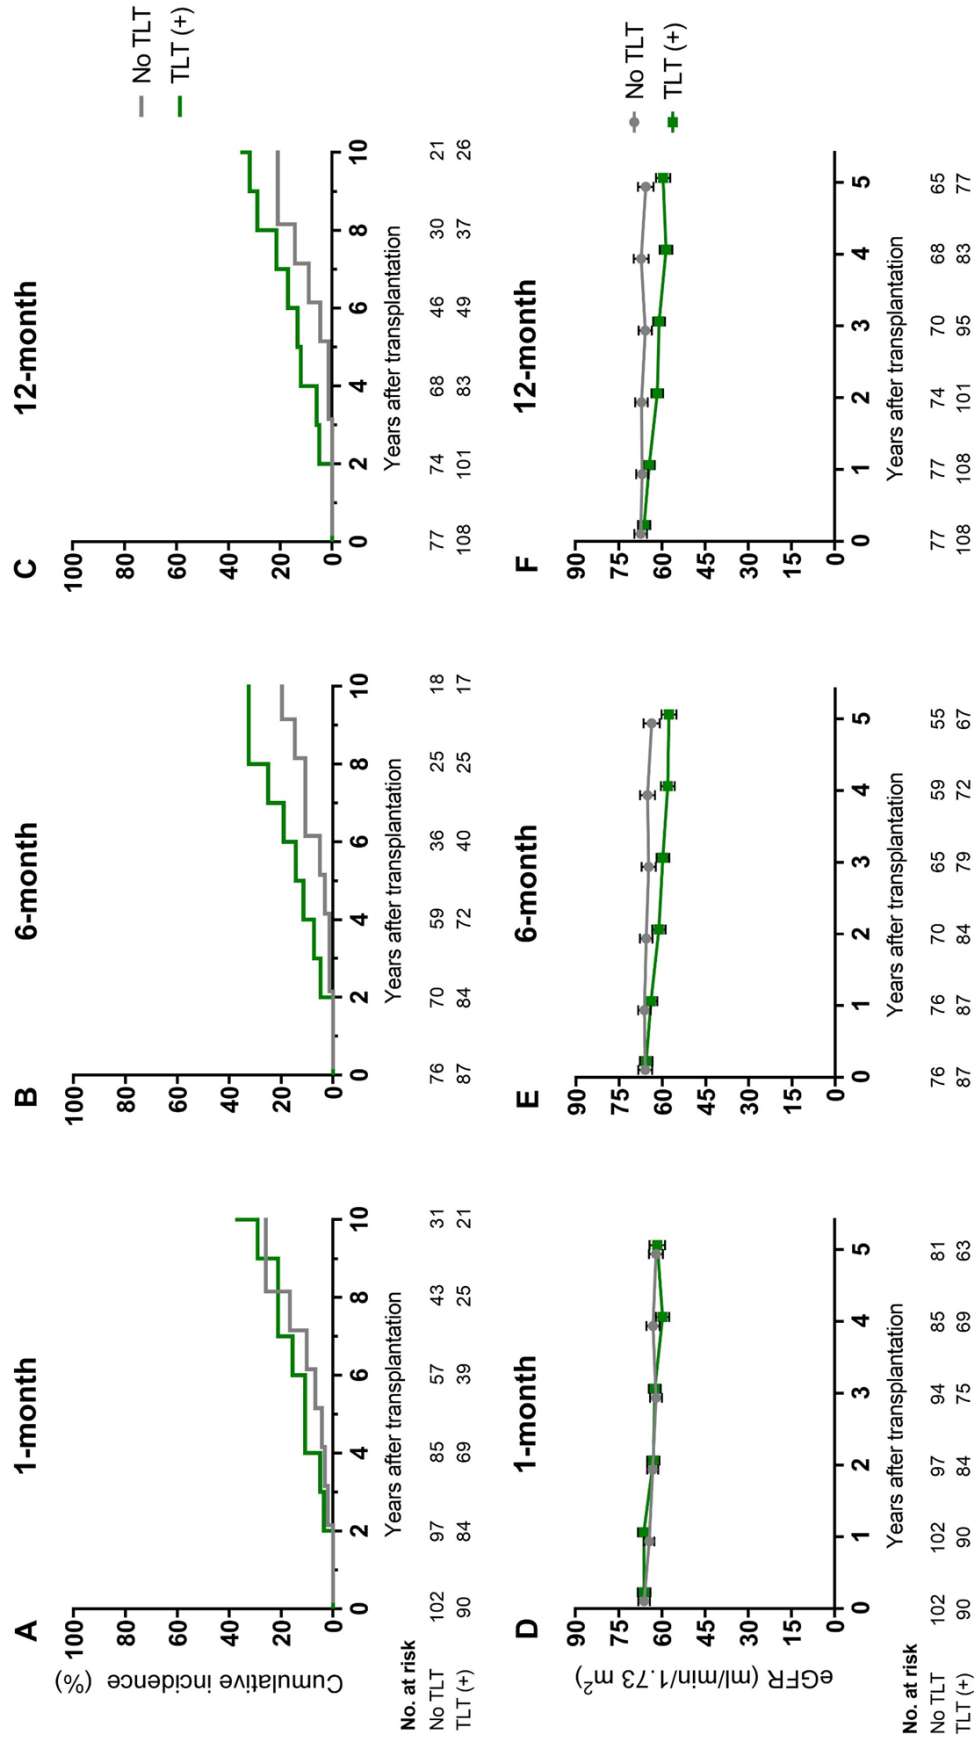 A
1-month
Cumulative incidence (%)
100
80
60
40
20
0
0 2 4 6 8 10
Years after transplantation
No. at risk
No TLT 102 97 85 57 43 31
TLT (+) 90 84 69 39 25 21
B
6-month
100
80
60
40
20
0
0 2 4 6 8 10
Years after transplantation
76 70 59 36 25 18
87 84 72 40 25 17
C
12-month
100
80
60
40
20
0
0 2 4 6 8 10
Years after transplantation
77 74 68 46 30 21
108 101 83 49 37 26
No TLT
TLT (+)
D
1-month
eGFR (ml/min/1.73 m²)
90
75
60
45
30
15
0
0 1 2 3 4 5
Years after transplantation
No. at risk
No TLT 102 102 97 94 85 81
TLT (+) 90 90 84 75 69 63
E
6-month
90
75
60
45
30
15
0
0 1 2 3 4 5
Years after transplantation
76 76 70 65 59 55
87 87 84 79 72 67
F
12-month
90
75
60
45
30
15
0
0 1 2 3 4 5
Years after transplantation
77 77 74 70 68 65
108 108 101 95 83 77
No TLT
TLT (+)